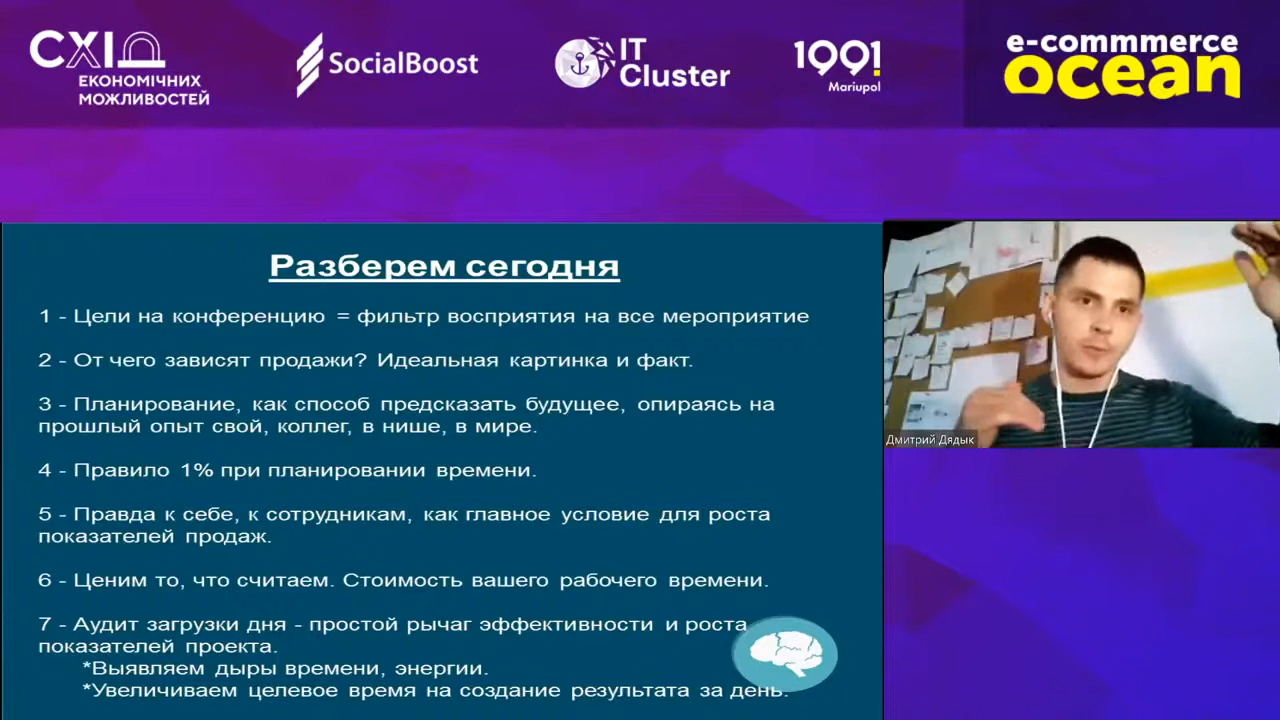 СХІД
ЕКОНОМІЧНИХ
МОЖЛИВОСТЕЙ
SocialBoost
IT
Cluster
1991
Mariupol
e-commmerce
ocean
Разберем сегодня
1 - Цели на конференцию = фильтр восприятия на все мероприятие
2 - От чего зависят продажи? Идеальная картинка и факт.
3 - Планирование, как способ предсказать будущее, опираясь на
прошлый опыт свой, коллег, в нише, в мире.
4 - Правило 1% при планировании времени.
5 - Правда к себе, к сотрудникам, как главное условие для роста
показателей продаж.
6 - Ценим то, что считаем. Стоимость вашего рабочего времени.
7 - Аудит загрузки дня - простой рычаг эффективности и роста
показателей проекта.
*Выявляем дыры времени, энергии.
*Увеличиваем целевое время на создание результата за день.
Дмитрий Дядык